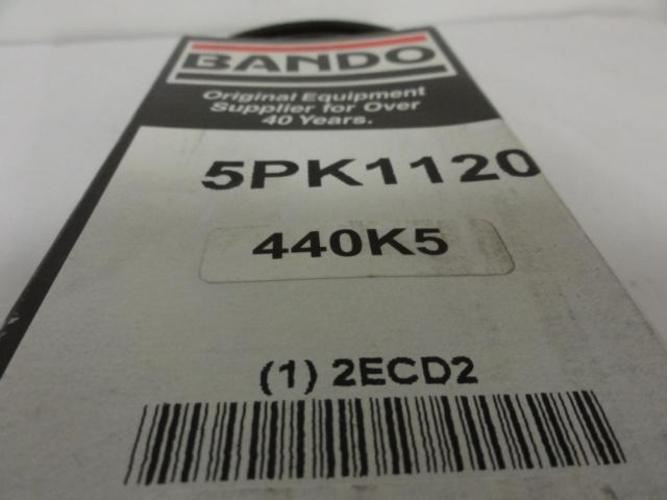 BANDO
Original Equipment
Supplier for Over
40 Years.
5PK1120
440K5
(1) 2ECD2